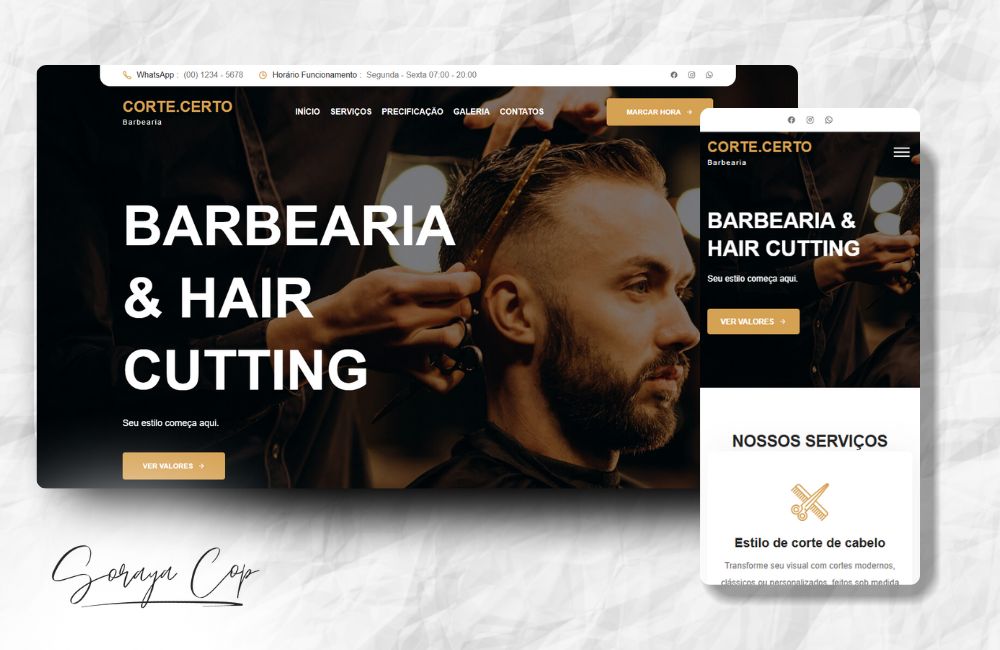 WhatsApp : (00) 1234 - 5678 Horário Funcionamento : Segunda - Sexta 07:00 - 20:00
CORTE.CERTO
Barbearia
INÍCIO SERVIÇOS PRECIFICAÇÃO GALERIA CONTATOS
MARCAR HORA
BARBEARIA
& HAIR
CUTTING
Seu estilo começa aqui.
VER VALORES
CORTE.CERTO
Barbearia
BARBEARIA &
HAIR CUTTING
Seu estilo começa aqui.
VER VALORES
NOSSOS SERVIÇOS
Estilo de corte de cabelo
Transforme seu visual com cortes modernos,
clássicos ou personalizados, feitos sob medida
Soraya Cop